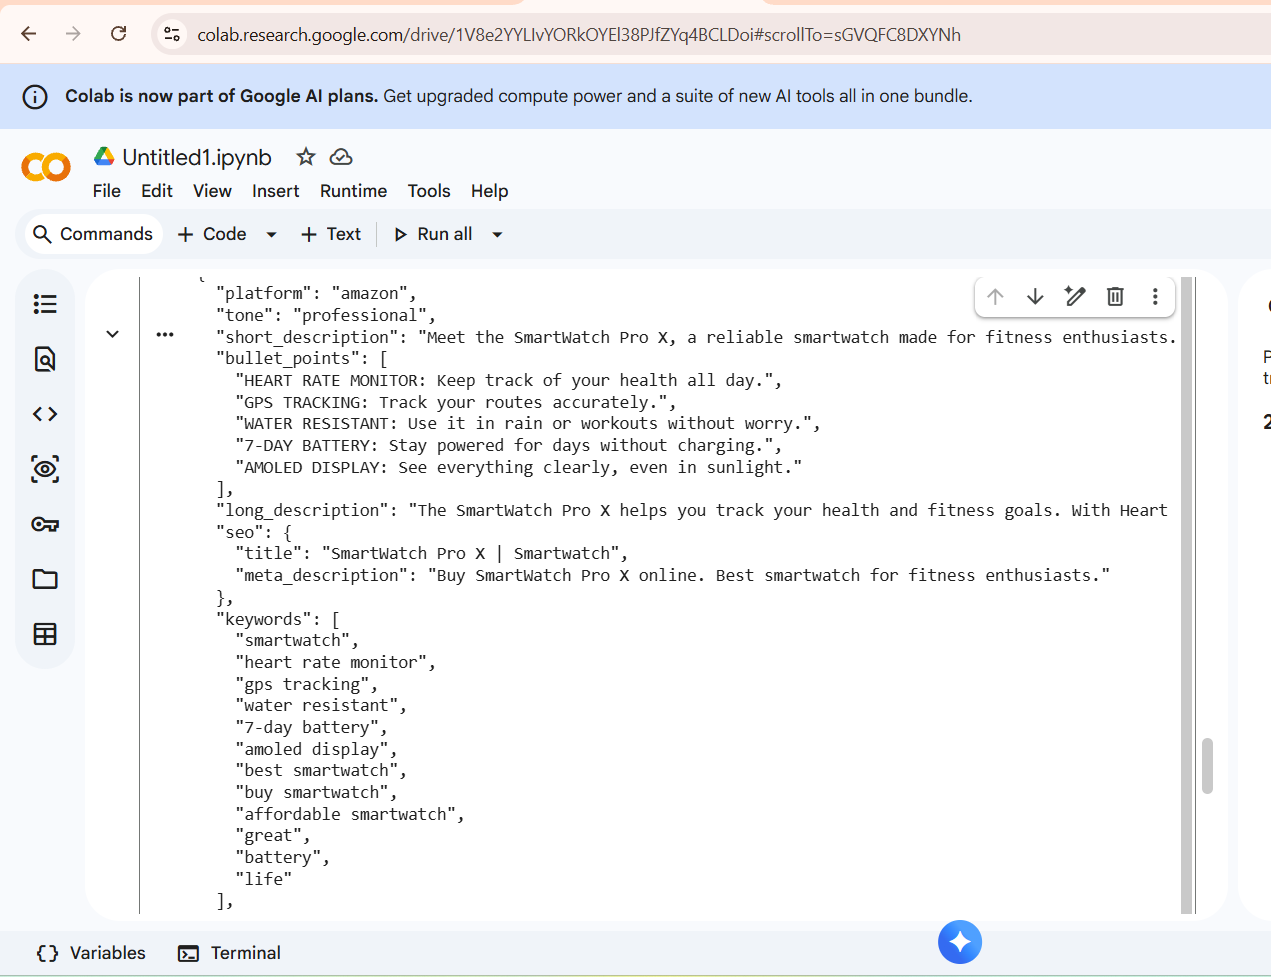 colab.research.google.com/drive/1V8e2YYLIvYORkOYEl38PJfZYq4BCLDoi#scrollTo=sGVQFC8DXYNh
Colab is now part of Google AI plans. Get upgraded compute power and a suite of new AI tools all in one bundle.
Untitled1.ipynb
File Edit View Insert Runtime Tools Help
Commands + Code + Text Run all
"platform": "amazon",
"tone": "professional",
"short_description": "Meet the SmartWatch Pro X, a reliable smartwatch made for fitness enthusiasts.
"bullet_points": [
"HEART RATE MONITOR: Keep track of your health all day.",
"GPS TRACKING: Track your routes accurately.",
"WATER RESISTANT: Use it in rain or workouts without worry.",
"7-DAY BATTERY: Stay powered for days without charging.",
"AMOLED DISPLAY: See everything clearly, even in sunlight."
],
"long_description": "The SmartWatch Pro X helps you track your health and fitness goals. With Heart
"seo": {
"title": "SmartWatch Pro X | Smartwatch",
"meta_description": "Buy SmartWatch Pro X online. Best smartwatch for fitness enthusiasts."
},
"keywords": [
"smartwatch",
"heart rate monitor",
"gps tracking",
"water resistant",
"7-day battery",
"amoled display",
"best smartwatch",
"buy smartwatch",
"affordable smartwatch",
"great",
"battery",
"life"
],
Variables Terminal